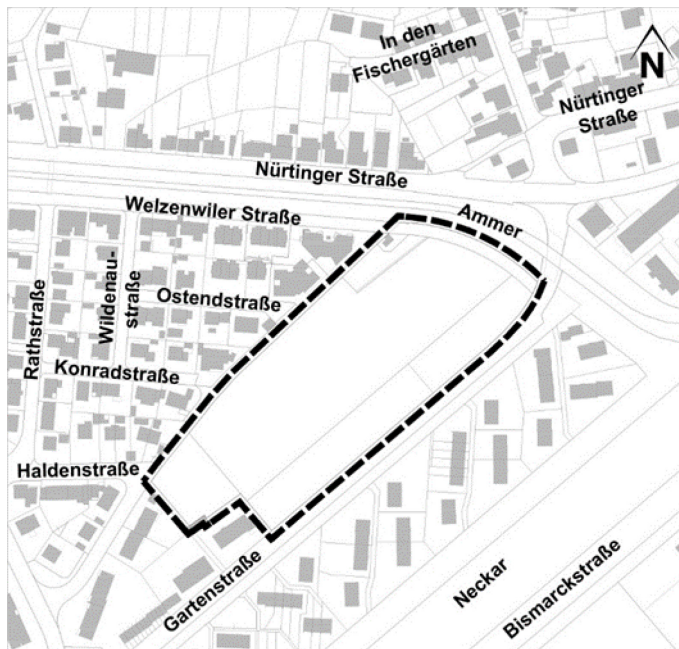 In den
Fischergärten
N
Nürtinger
Straße
Nürtinger Straße
Welzenwiler Straße
Ammer
Wildenau-
straße
Rathstraße
Ostendstraße
Konradstraße
Haldenstraße
Gartenstraße
Neckar
Bismarckstraße